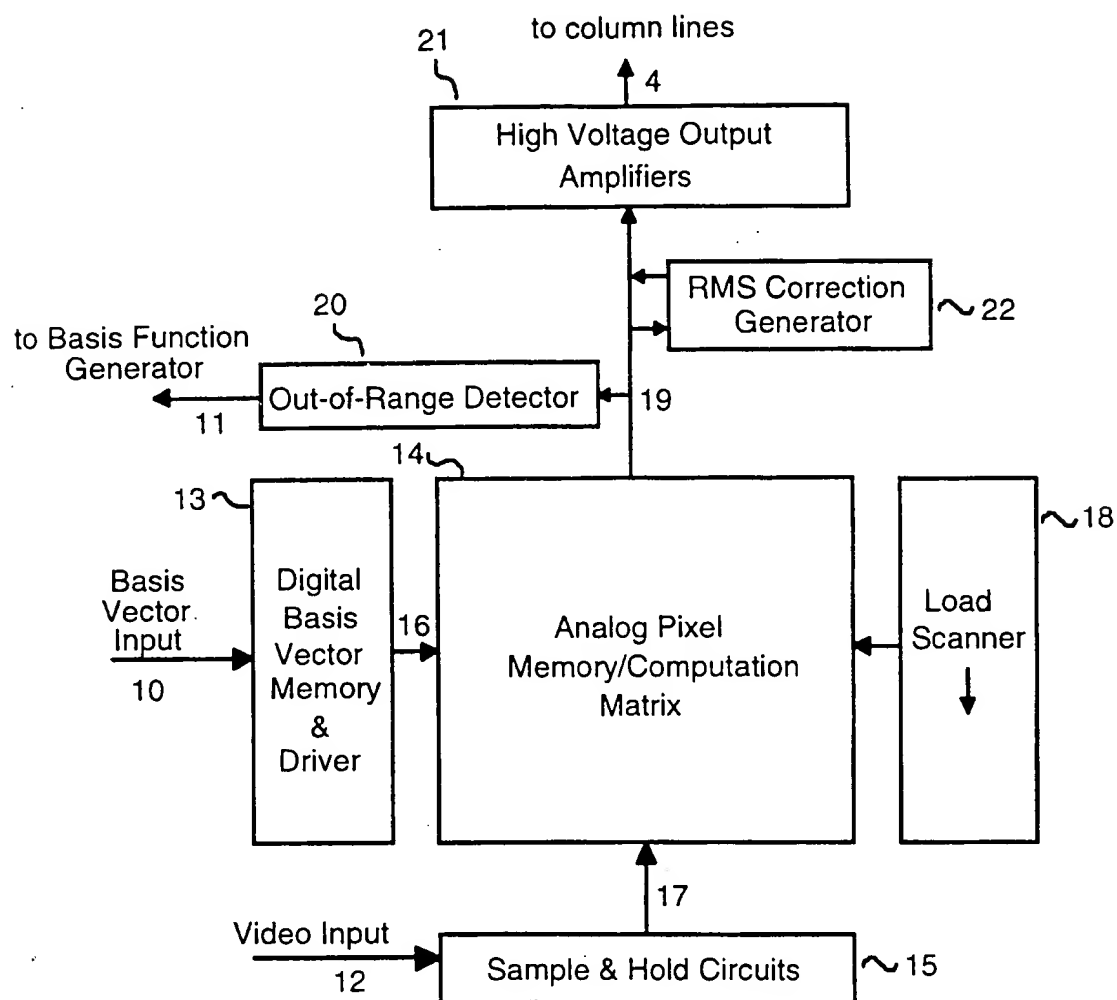 to column lines
21
4
High Voltage Output
Amplifiers
RMS Correction
Generator
22
20
to Basis Function
Generator
Out-of-Range Detector
11
19
14
13
18
Basis
Vector
Input
10
Digital
Basis
Vector
Memory
&
Driver
16
Analog Pixel
Memory/Computation
Matrix
Load
Scanner
17
Video Input
12
Sample & Hold Circuits
15